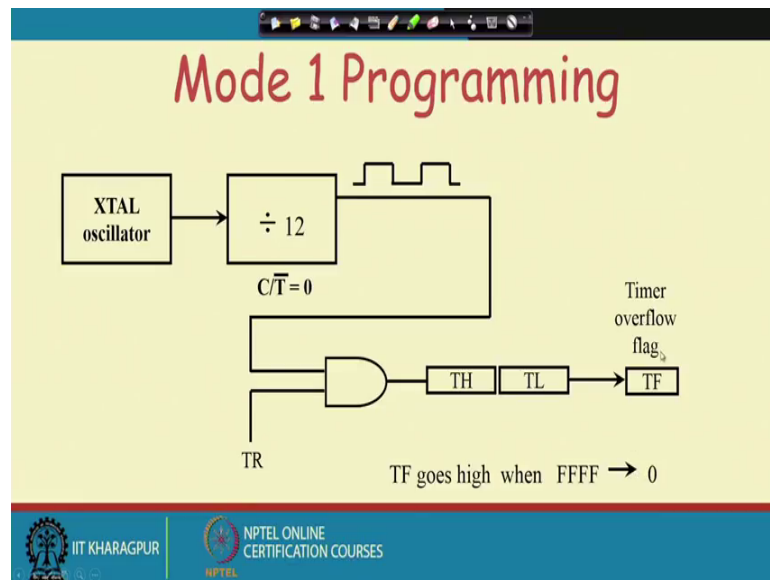 Mode 1 Programming
XTAL
oscillator
÷ 12
C/T̅ = 0
Timer
overflow
flag
TH
TL
TF
TR
TF goes high when FFFF → 0
IIT KHARAGPUR
NPTEL
NPTEL ONLINE
CERTIFICATION COURSES